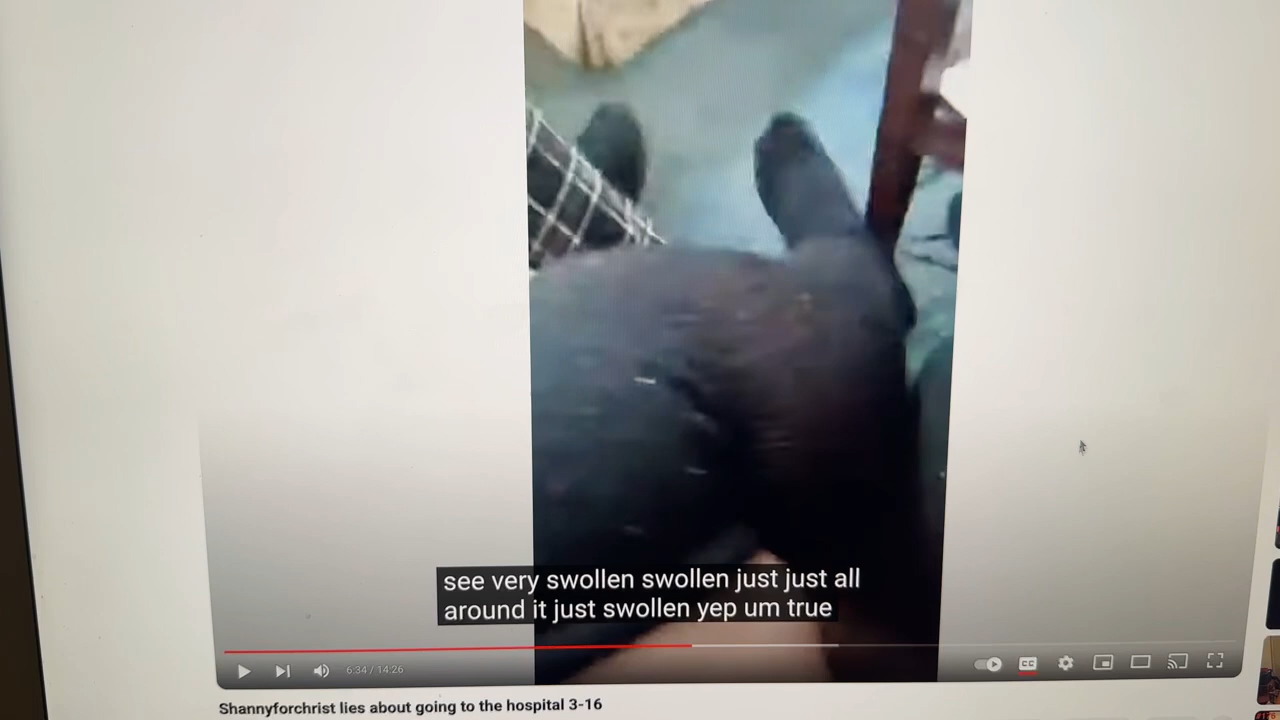 see very swollen swollen just just all
around it just swollen yep um true
6:34 / 14:26
CC
Shannyforchrist lies about going to the hospital 3-16